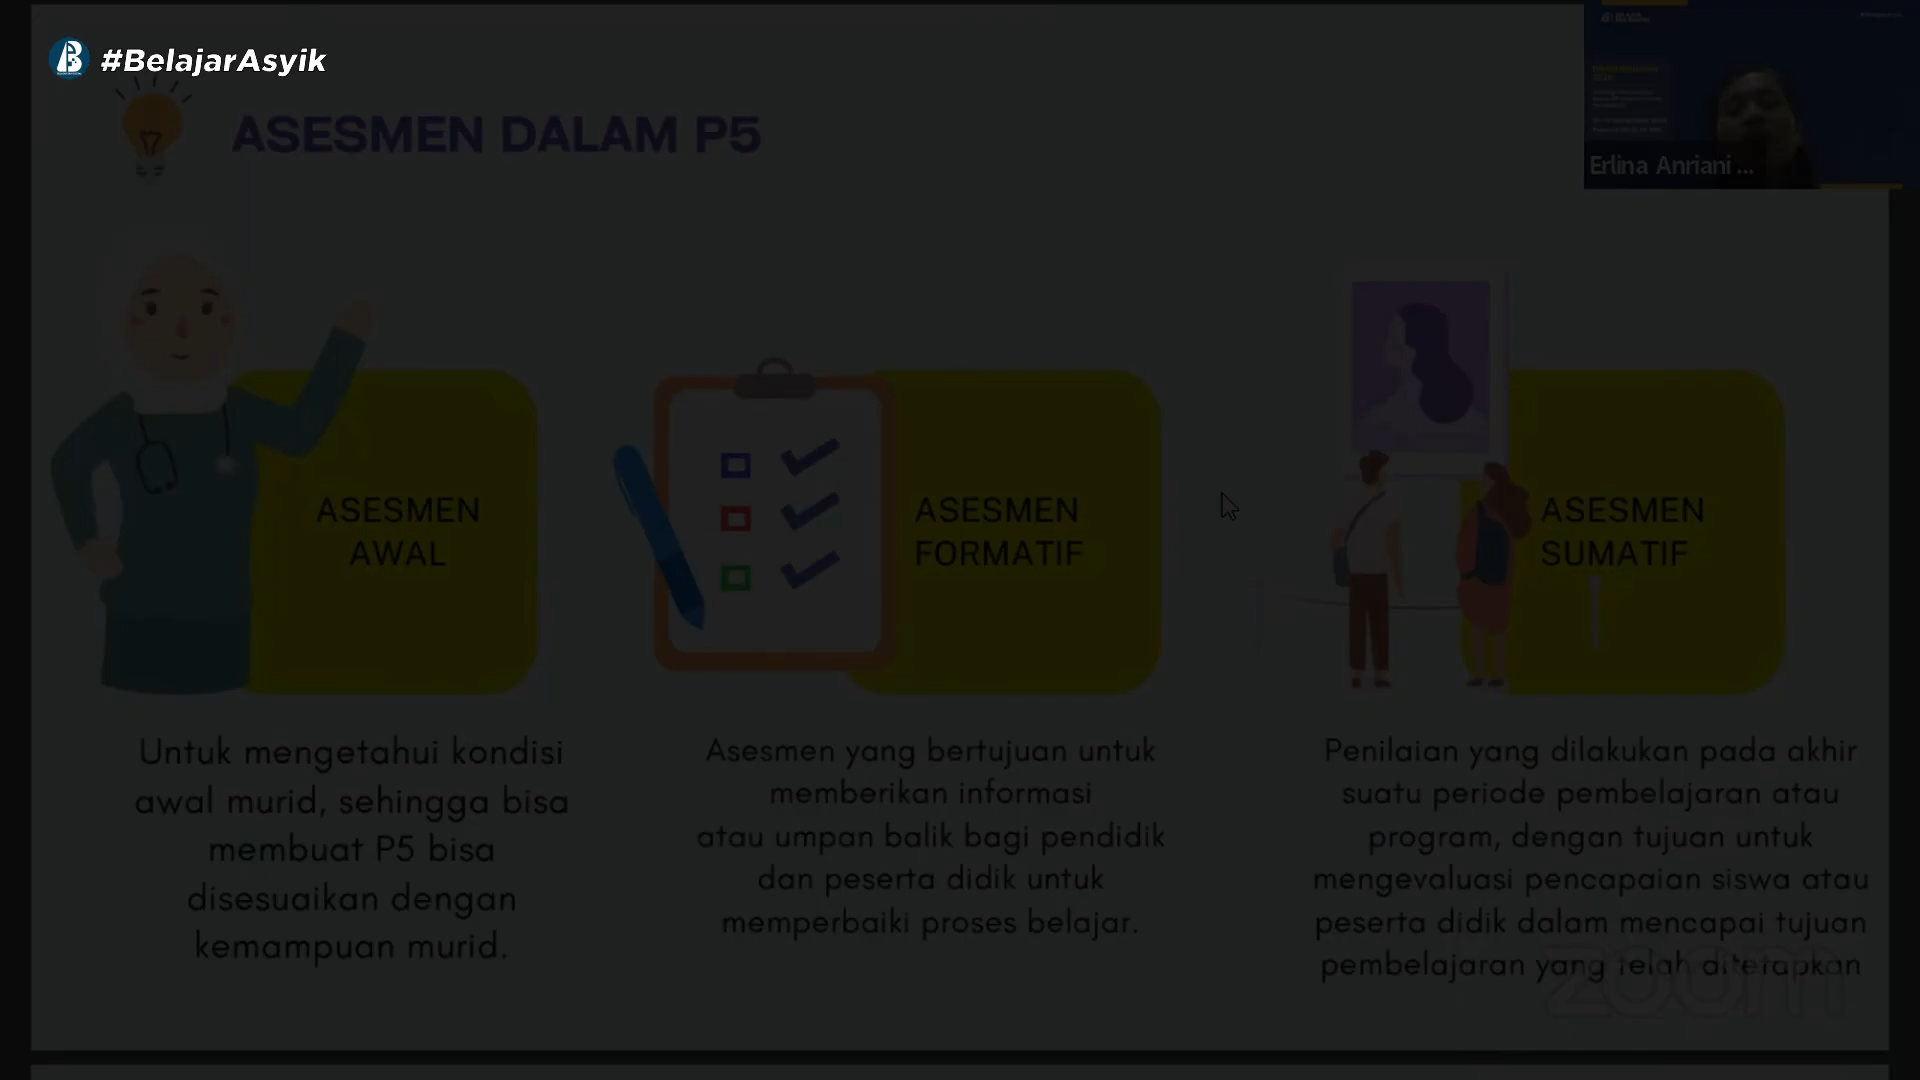 #BelajarAsyik
ASESMEN DALAM P5
Erlina Anriani ...
ASESMEN
AWAL
ASESMEN
FORMATIF
ASESMEN
SUMATIF
Untuk mengetahui kondisi
awal murid, sehingga bisa
membuat P5 bisa
disesuaikan dengan
kemampuan murid.
Asesmen yang bertujuan untuk
memberikan informasi
atau umpan balik bagi pendidik
dan peserta didik untuk
memperbaiki proses belajar.
Penilaian yang dilakukan pada akhir
suatu periode pembelajaran atau
program, dengan tujuan untuk
mengevaluasi pencapaian siswa atau
peserta didik dalam mencapai tujuan
pembelajaran yang telah ditetapkan
zoom